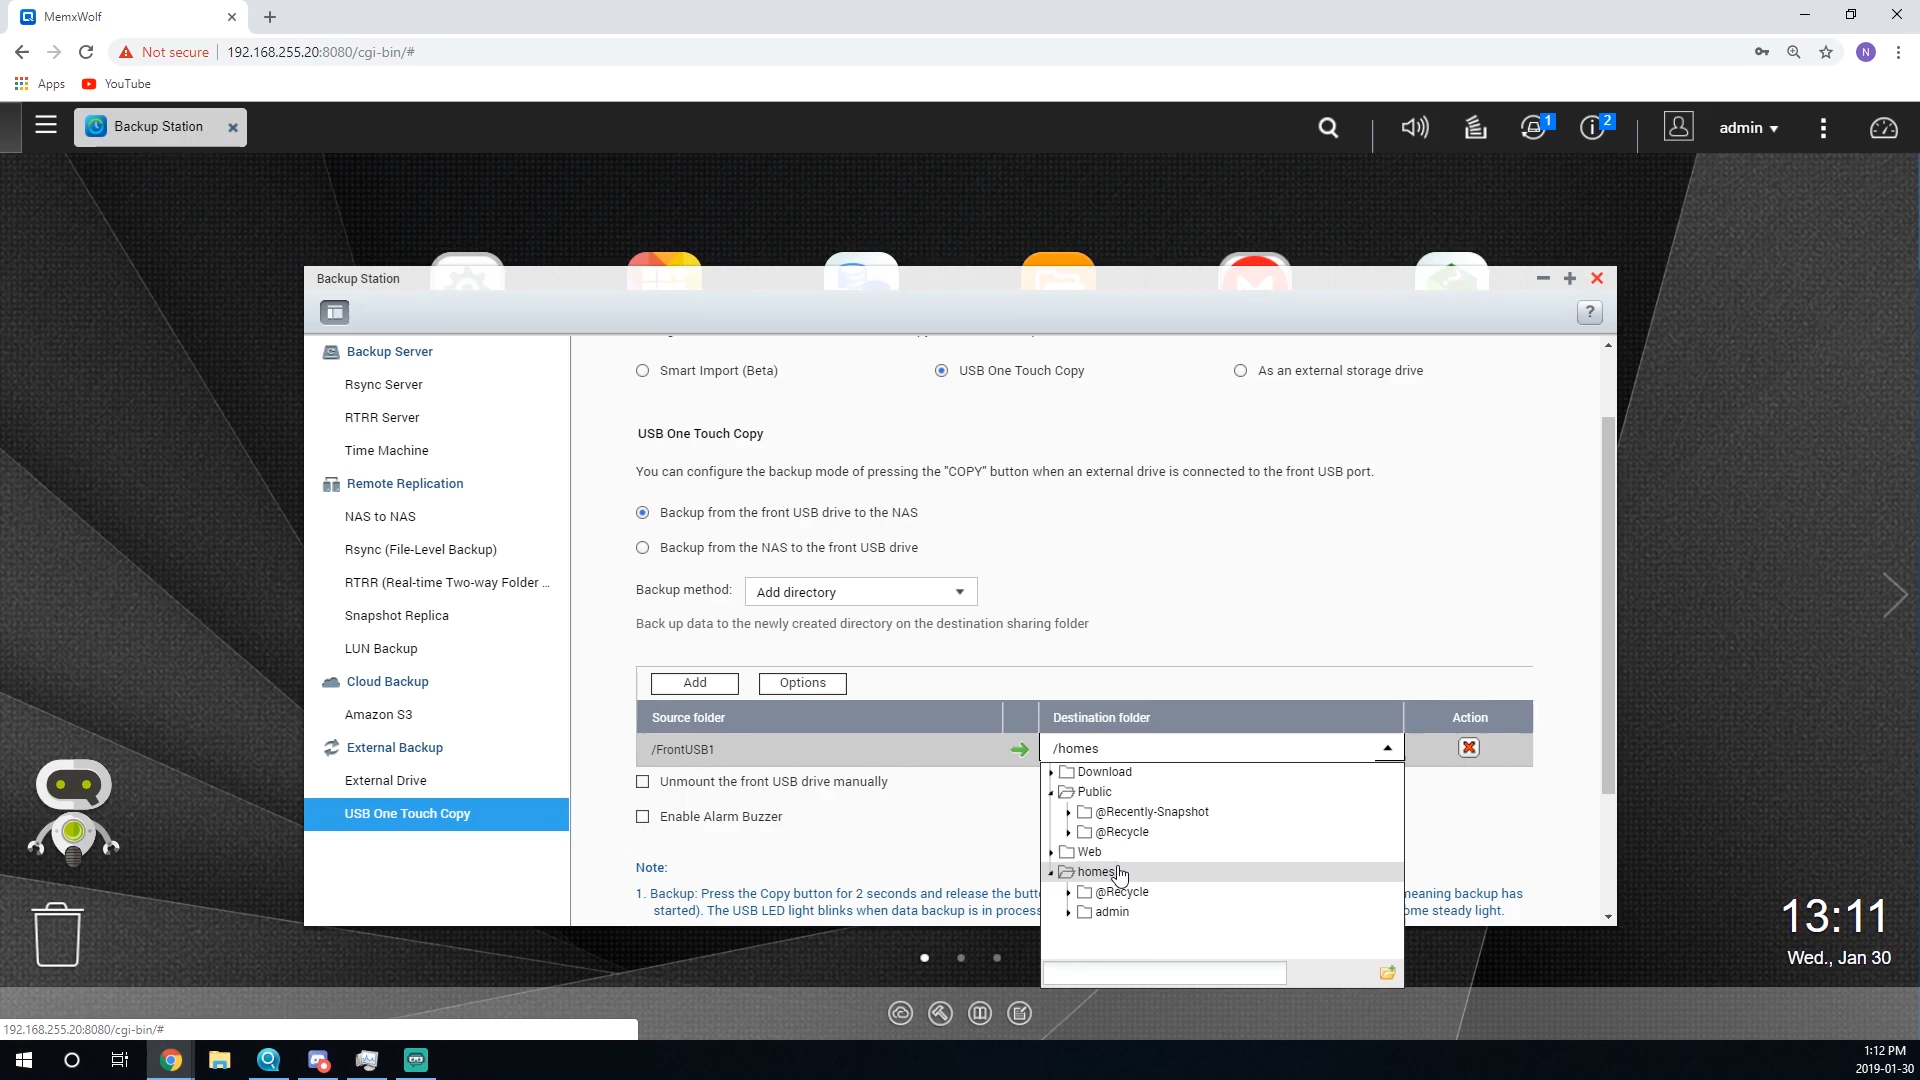 MemxWolf
Not secure
192.168.255.20:8080/cgi-bin/#
N
Apps
YouTube
Backup Station
1
2
admin
Backup Station
?
Backup Server
Rsync Server
RTRR Server
Time Machine
Remote Replication
NAS to NAS
Rsync (File-Level Backup)
RTRR (Real-time Two-way Folder ...
Snapshot Replica
LUN Backup
Cloud Backup
Amazon S3
External Backup
External Drive
USB One Touch Copy
Smart Import (Beta)
USB One Touch Copy
As an external storage drive
USB One Touch Copy
You can configure the backup mode of pressing the "COPY" button when an external drive is connected to the front USB port.
Backup from the front USB drive to the NAS
Backup from the NAS to the front USB drive
Backup method:
Add directory
Back up data to the newly created directory on the destination sharing folder
Add
Options
Source folder
Destination folder
Action
/FrontUSB1
/homes
Download
Public
@Recently-Snapshot
@Recycle
Web
homes
@Recycle
admin
Unmount the front USB drive manually
Enable Alarm Buzzer
Note:
1. Backup: Press the Copy button for 2 seconds and release the meaning backup has
started). The USB LED light blinks when data backup is in steady light.
13:11
Wed., Jan 30
192.168.255.20:8080/cgi-bin/#
1:12 PM
2019-01-30